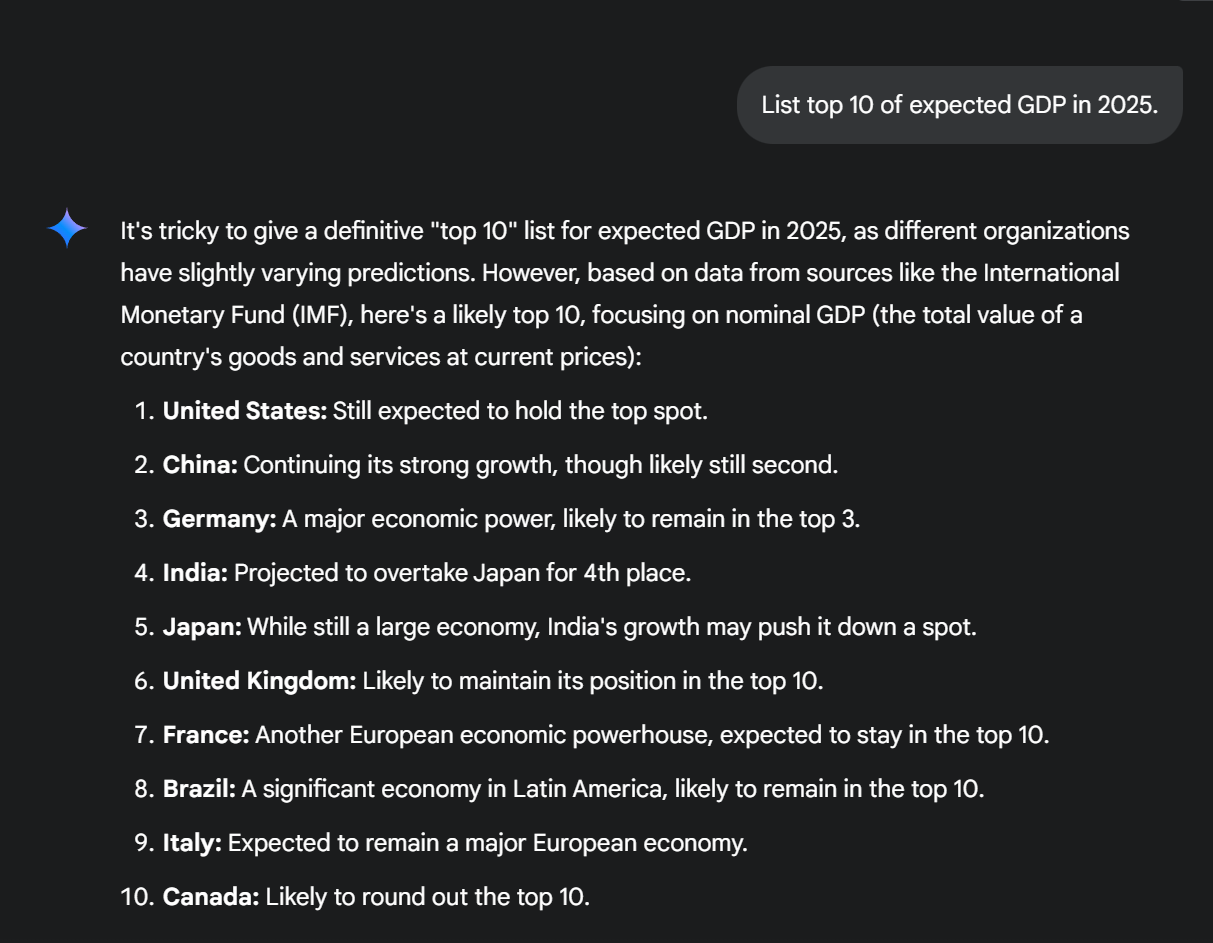 List top 10 of expected GDP in 2025.
It's tricky to give a definitive "top 10" list for expected GDP in 2025, as different organizations
have slightly varying predictions. However, based on data from sources like the International
Monetary Fund (IMF), here's a likely top 10, focusing on nominal GDP (the total value of a
country's goods and services at current prices):
1. United States: Still expected to hold the top spot.
2. China: Continuing its strong growth, though likely still second.
3. Germany: A major economic power, likely to remain in the top 3.
4. India: Projected to overtake Japan for 4th place.
5. Japan: While still a large economy, India's growth may push it down a spot.
6. United Kingdom: Likely to maintain its position in the top 10.
7. France: Another European economic powerhouse, expected to stay in the top 10.
8. Brazil: A significant economy in Latin America, likely to remain in the top 10.
9. Italy: Expected to remain a major European economy.
10. Canada: Likely to round out the top 10.